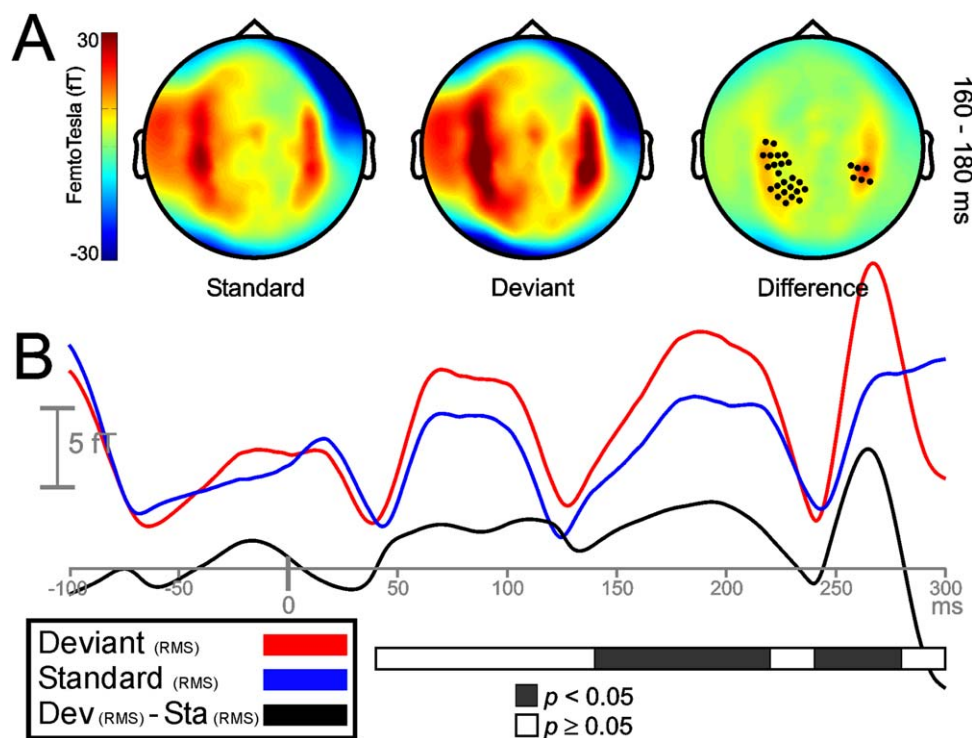 A
30
FemtoTesla (fT)
-30
Standard
Deviant
Difference
160 - 180 ms
B
5 fT
-100
-50
0
50
100
150
200
250
300
ms
Deviant (RMS)
Standard (RMS)
Dev (RMS) - Sta (RMS)
p < 0.05
p ≥ 0.05